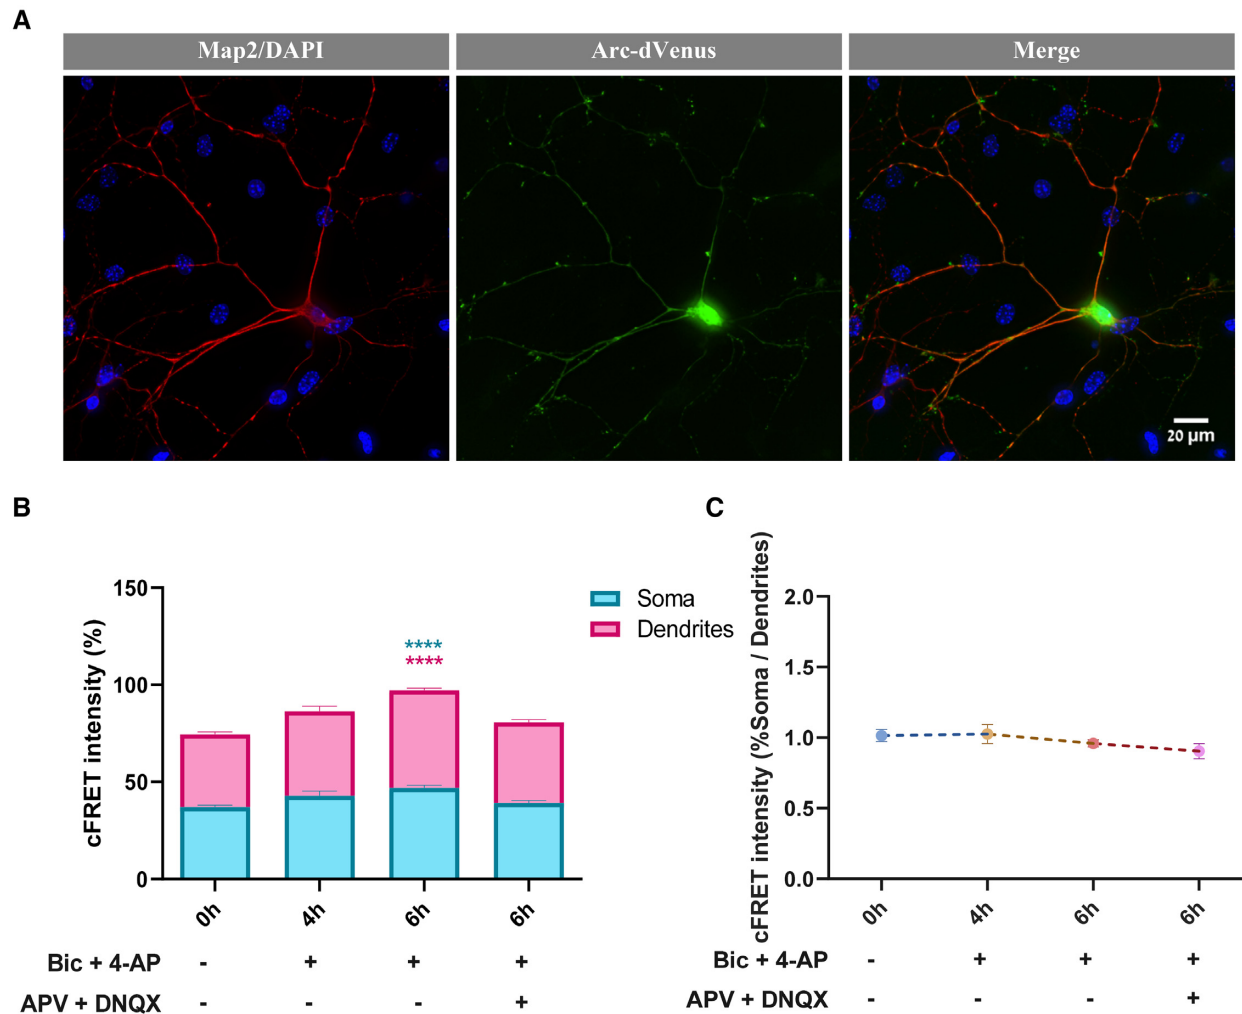 A
Map2/DAPI
Arc-dVenus
Merge
20 µm
B
cFRET intensity (%)
150
100
50
0
****
****
Soma
Dendrites
0h
4h
6h
6h
Bic + 4-AP - + + +
APV + DNQX - - - +
C
cFRET intensity (%Soma / Dendrites)
2.0
1.5
1.0
0.5
0.0
0h
4h
6h
6h
Bic + 4-AP - + + +
APV + DNQX - - - +